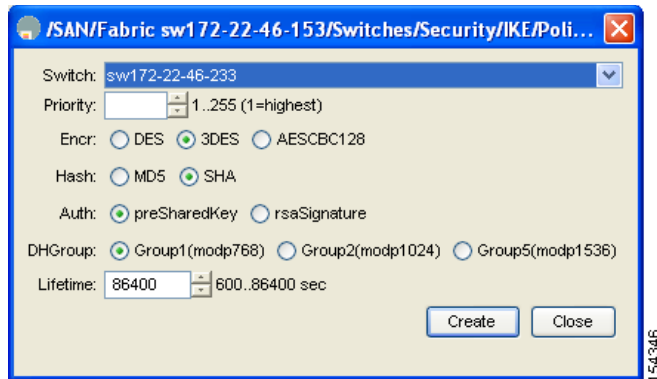 /SAN/Fabric sw172-22-46-153/Switches/Security/IKE/Poli...
Switch: sw172-22-46-233
Priority: 1..255 (1=highest)
Encr: DES 3DES AESCBC128
Hash: MD5 SHA
Auth: preSharedKey rsaSignature
DHGroup: Group1(modp768) Group2(modp1024) Group5(modp1536)
Lifetime: 86400 600..86400 sec
Create Close
154346